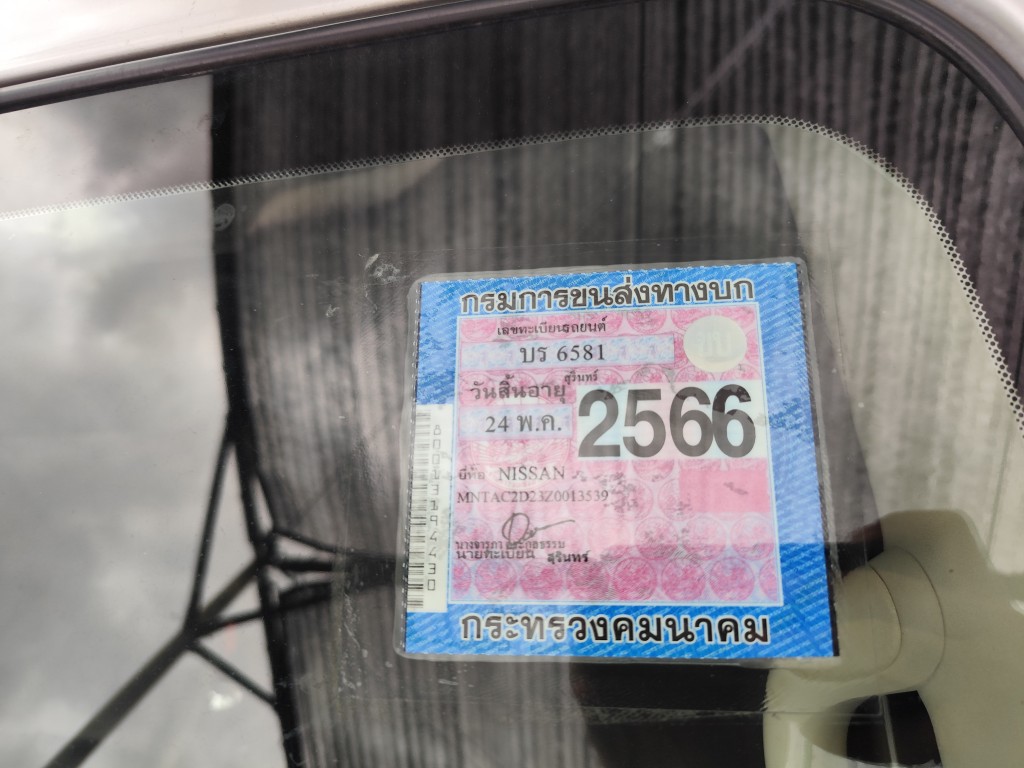 กรมการขนส่งทางบก
เลขทะเบียนรถยนต์
บร 6581
สุรินทร์
วันสิ้นอายุ
24 พ.ค.
2566
ยี่ห้อ NISSAN
MNTAC2D23Z0013539
นายทะเบียน สุรินทร์
กระทรวงคมนาคม